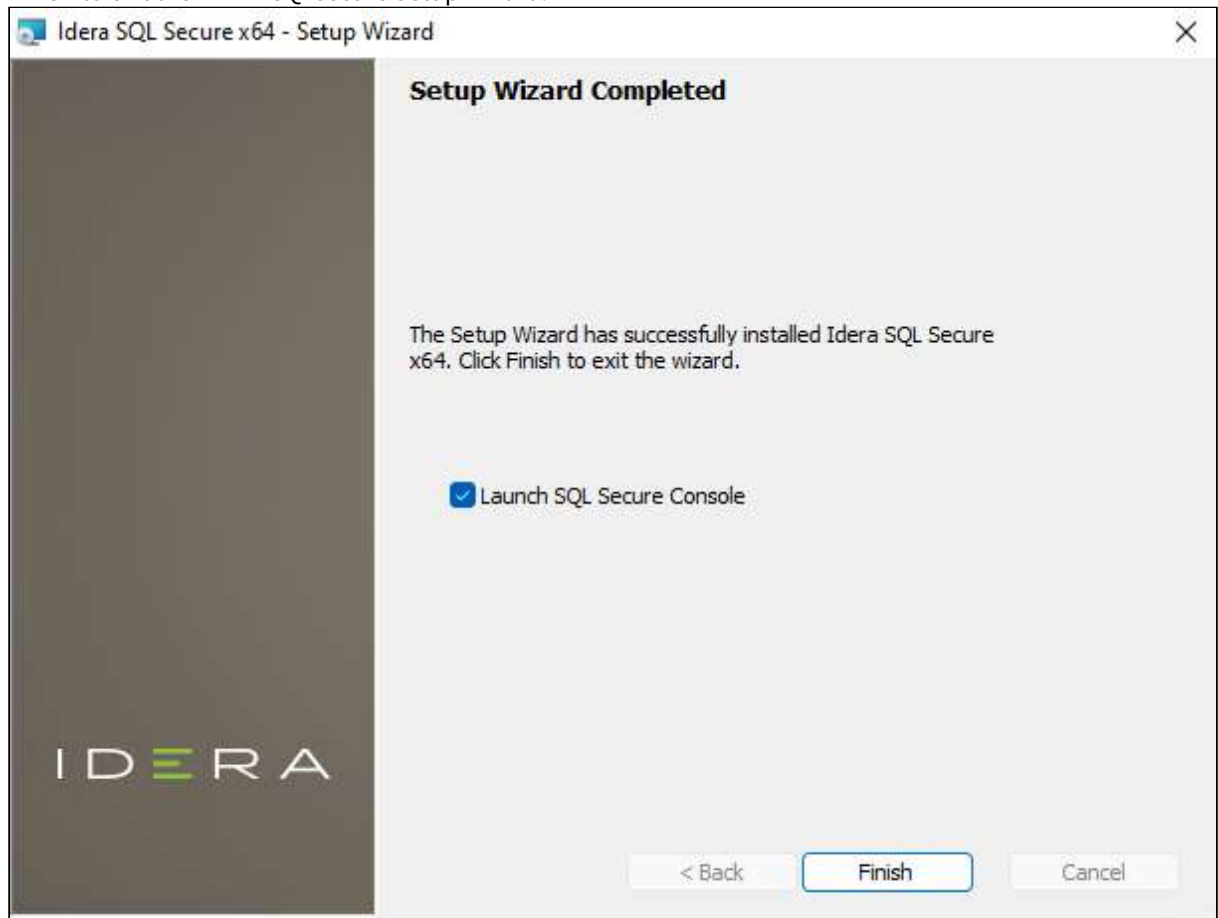 Idera SQL Secure x64 - Setup Wizard
Setup Wizard Completed
The Setup Wizard has successfully installed Idera SQL Secure
x64. Click Finish to exit the wizard.
Launch SQL Secure Console
IDERA
< Back Finish Cancel